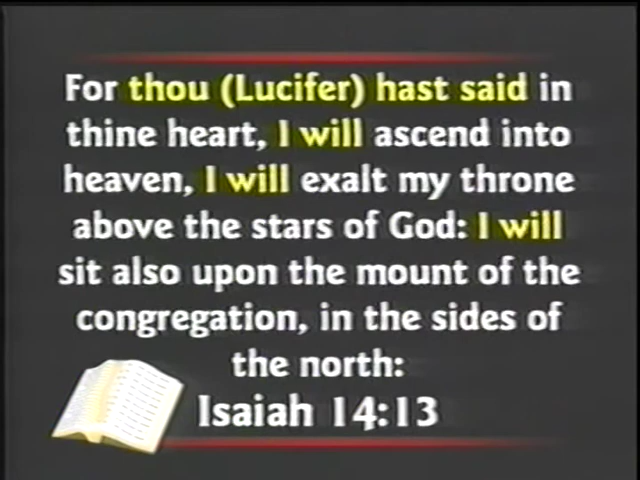 For thou (Lucifer) hast said in
thine heart, I will ascend into
heaven, I will exalt my throne
above the stars of God: I will
sit also upon the mount of the
congregation, in the sides of
the north:
Isaiah 14:13